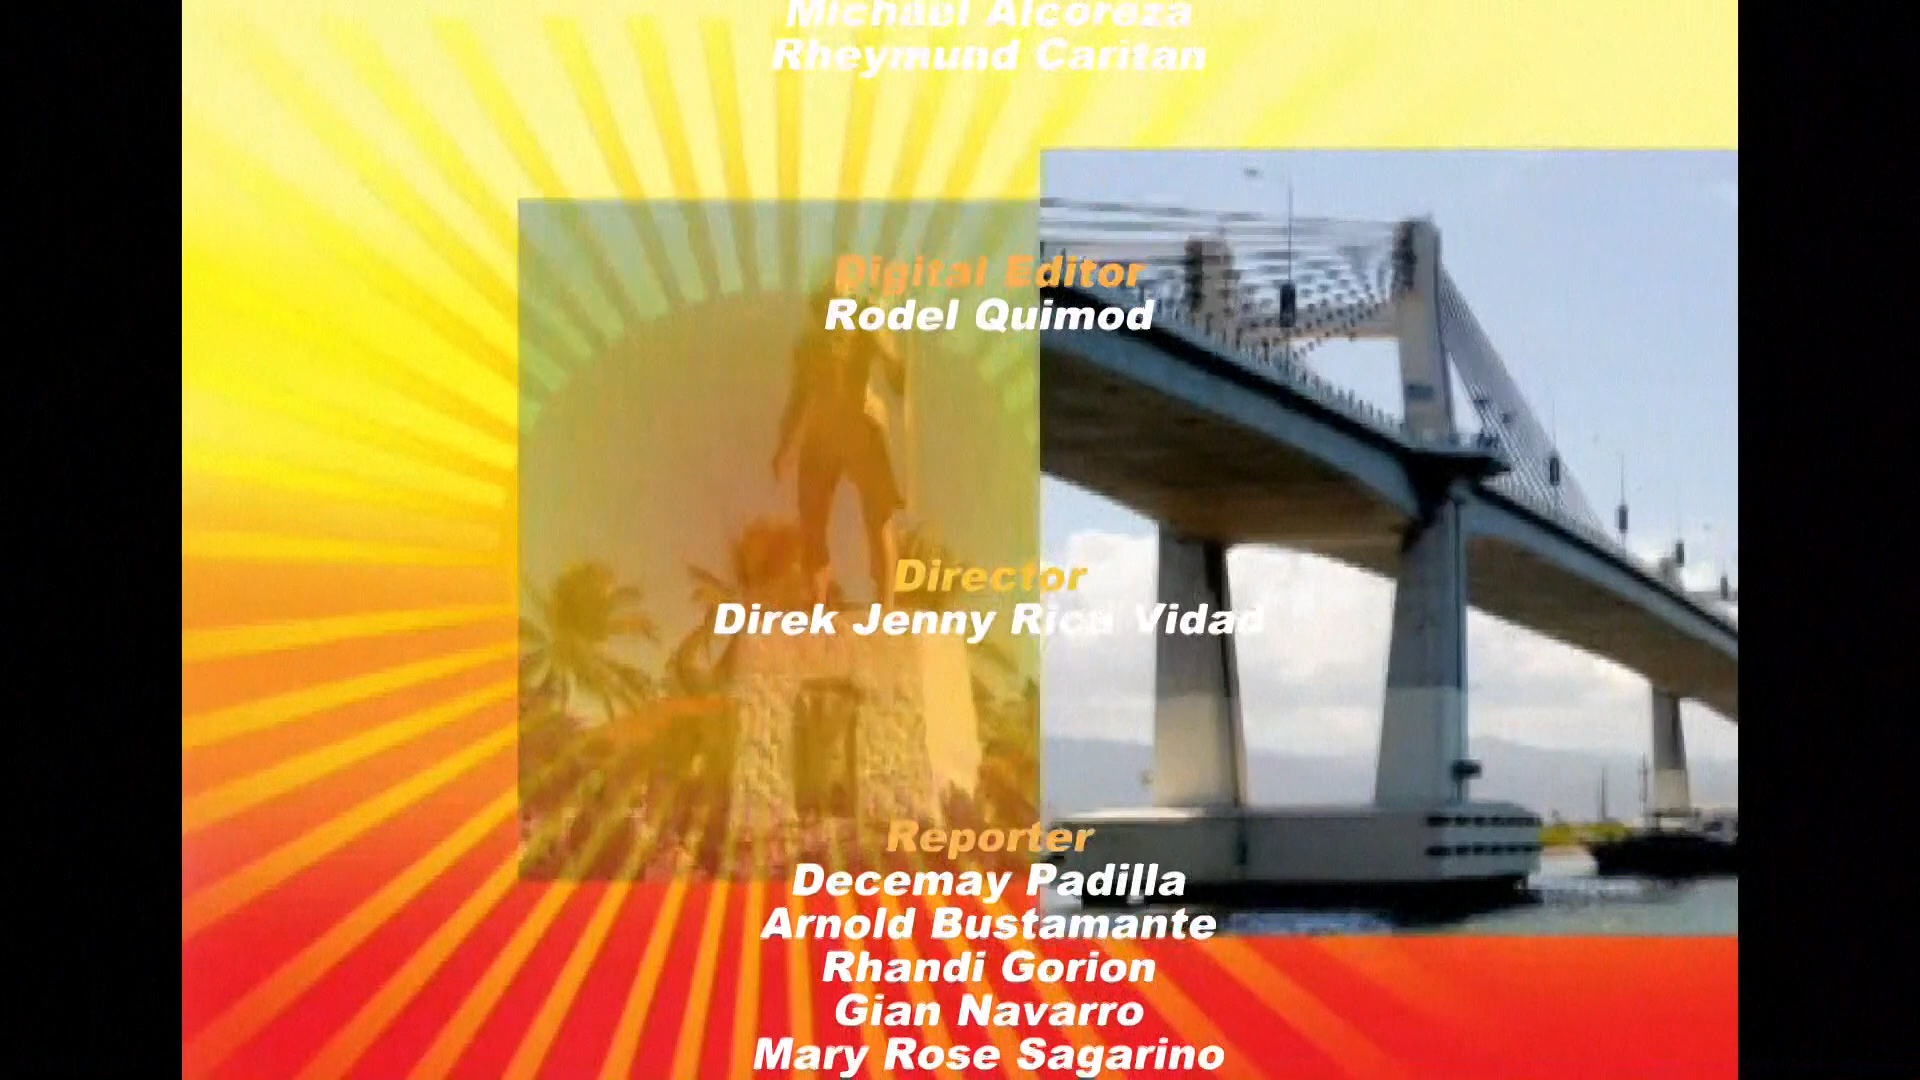 Michael Alcoreza
Rheymund Caritan
Digital Editor
Rodel Quimod
Director
Direk Jenny Rica Vidad
Reporter
Decemay Padilla
Arnold Bustamante
Rhandi Gorion
Gian Navarro
Mary Rose Sagarino